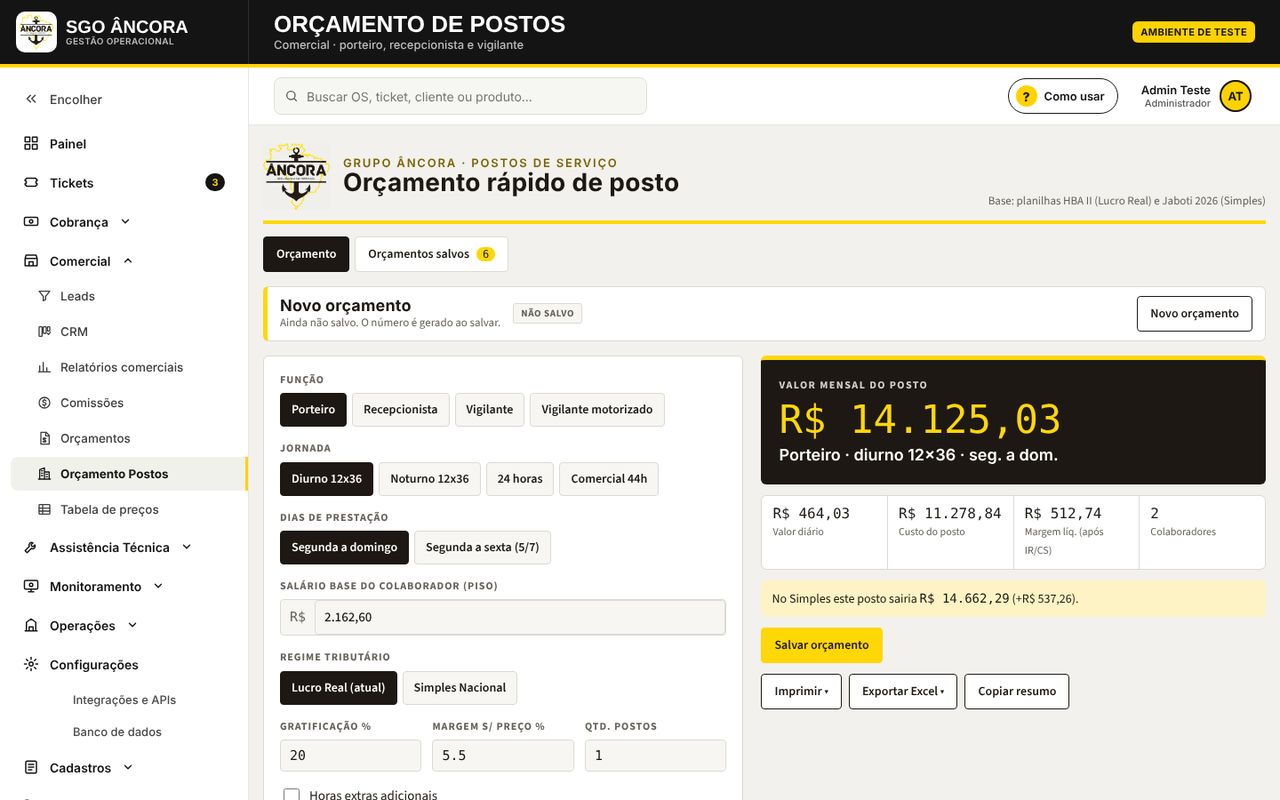 ÂNCORA
SGO ÂNCORA
GESTÃO OPERACIONAL
ORÇAMENTO DE POSTOS
Comercial · porteiro, recepcionista e vigilante
AMBIENTE DE TESTE
Encolher
Buscar OS, ticket, cliente ou produto...
? Como usar
Admin Teste
Administrador
AT
Painel
Tickets 3
Cobrança
Comercial
Leads
CRM
Relatórios comerciais
Comissões
Orçamentos
Orçamento Postos
Tabela de preços
Assistência Técnica
Monitoramento
Operações
Configurações
Integrações e APIs
Banco de dados
Cadastros
ÂNCORA
GRUPO ÂNCORA · POSTOS DE SERVIÇO
Orçamento rápido de posto
Base: planilhas HBA II (Lucro Real) e Jaboti 2026 (Simples)
Orçamento
Orçamentos salvos 6
Novo orçamento
Ainda não salvo. O número é gerado ao salvar.
NÃO SALVO
Novo orçamento
FUNÇÃO
Porteiro Recepcionista Vigilante Vigilante motorizado
JORNADA
Diurno 12x36 Noturno 12x36 24 horas Comercial 44h
DIAS DE PRESTAÇÃO
Segunda a domingo Segunda a sexta (5/7)
SALÁRIO BASE DO COLABORADOR (PISO)
R$ 2.162,60
REGIME TRIBUTÁRIO
Lucro Real (atual) Simples Nacional
GRATIFICAÇÃO % MARGEM S/ PREÇO % QTD. POSTOS
20 5.5 1
Horas extras adicionais
VALOR MENSAL DO POSTO
R$ 14.125,03
Porteiro · diurno 12×36 · seg. a dom.
R$ 464,03
Valor diário
R$ 11.278,84
Custo do posto
R$ 512,74
Margem líq. (após
IR/CS)
2
Colaboradores
No Simples este posto sairia R$ 14.662,29 (+R$ 537,26).
Salvar orçamento
Imprimir ▾ Exportar Excel ▾ Copiar resumo